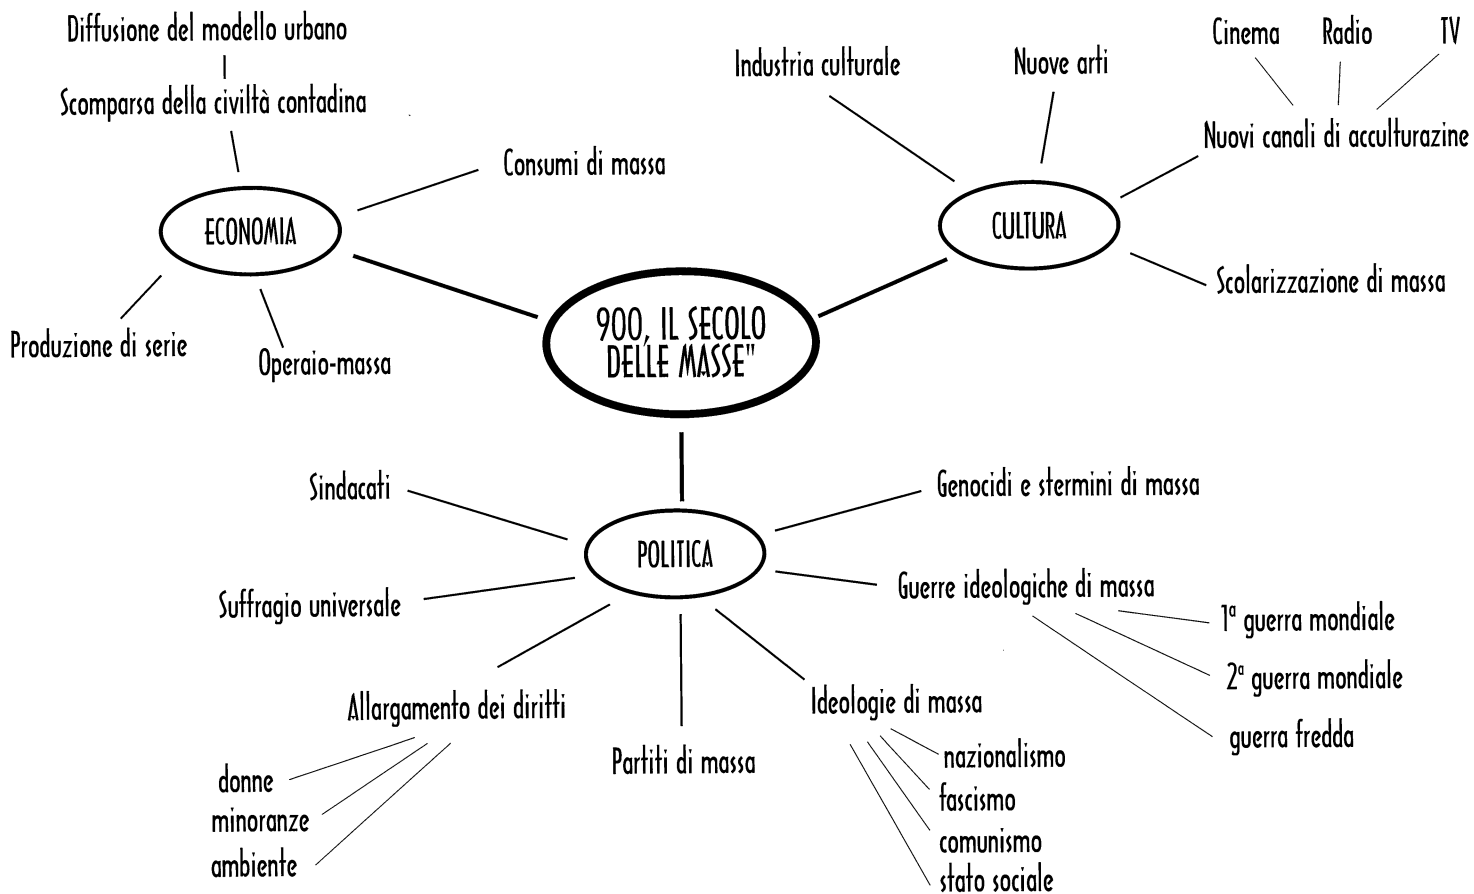 Diffusione del modello urbano
Scomparsa della civiltà contadina
Consumi di massa
ECONOMIA
Produzione di serie
Operaio-massa
Industria culturale
Nuove arti
Cinema
Radio
TV
Nuovi canali di acculturazine
CULTURA
Scolarizzazione di massa
900, IL SECOLO
DELLE MASSE"
Sindacati
Suffragio universale
POLITICA
Genocidi e stermini di massa
Guerre ideologiche di massa
1ª guerra mondiale
2ª guerra mondiale
guerra fredda
Allargamento dei diritti
donne
minoranze
ambiente
Partiti di massa
Ideologie di massa
nazionalismo
fascismo
comunismo
stato sociale